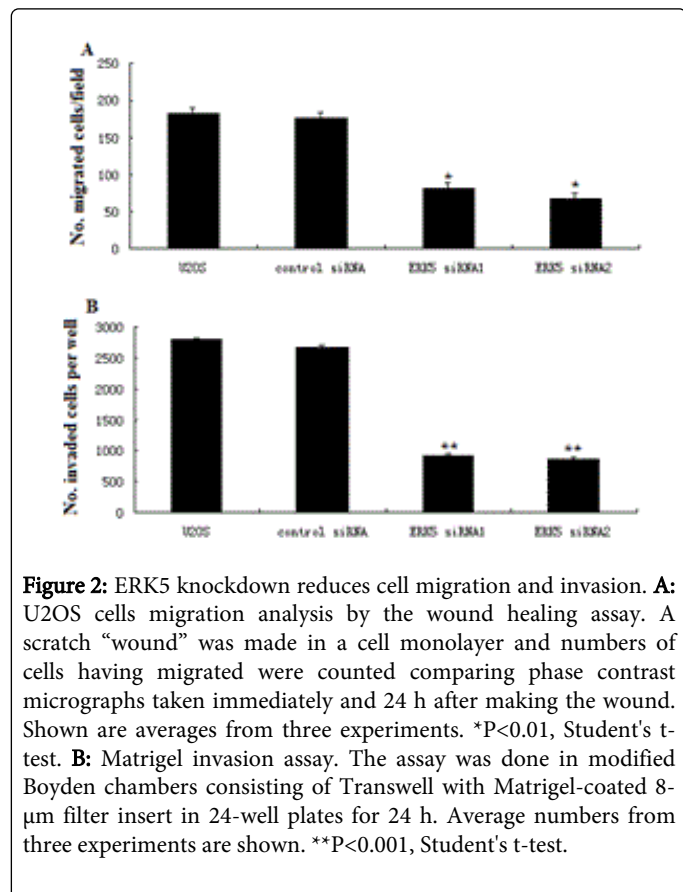 A
No. migrated cells/field
250
200
150
100
50
0
*
*
U2OS
control siRNA
ERK5 siRNA1
ERK5 siRNA2
B
No. invaded cells per well
3000
2500
2000
1500
1000
500
0
**
**
U2OS
control siRNA
ERK5 siRNA1
ERK5 siRNA2
Figure 2: ERK5 knockdown reduces cell migration and invasion. A:
U2OS cells migration analysis by the wound healing assay. A
scratch “wound” was made in a cell monolayer and numbers of
cells having migrated were counted comparing phase contrast
micrographs taken immediately and 24 h after making the wound.
Shown are averages from three experiments. *P<0.01, Student's t-
test. B: Matrigel invasion assay. The assay was done in modified
Boyden chambers consisting of Transwell with Matrigel-coated 8-
μm filter insert in 24-well plates for 24 h. Average numbers from
three experiments are shown. **P<0.001, Student's t-test.